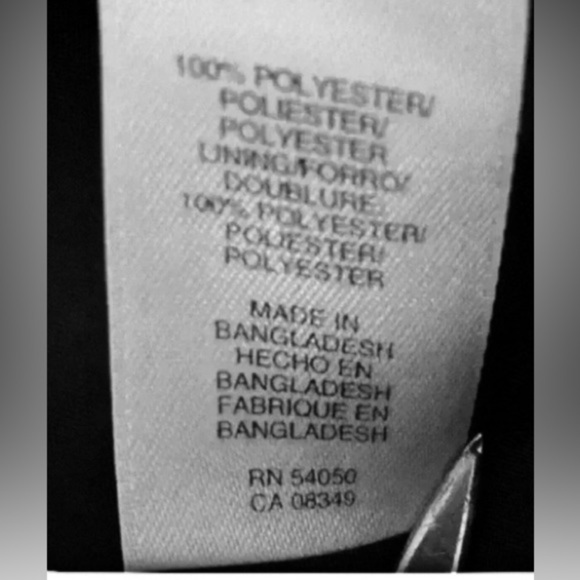 100% POLYESTER/
POLIESTER/
POLYESTER
LINING/FORRO/
DOUBLURE:
100% POLYESTER/
POLIESTER/
POLYESTER
MADE IN
BANGLADESH
HECHO EN
BANGLADESH
FABRIQUE EN
BANGLADESH
RN 54050
CA 08349